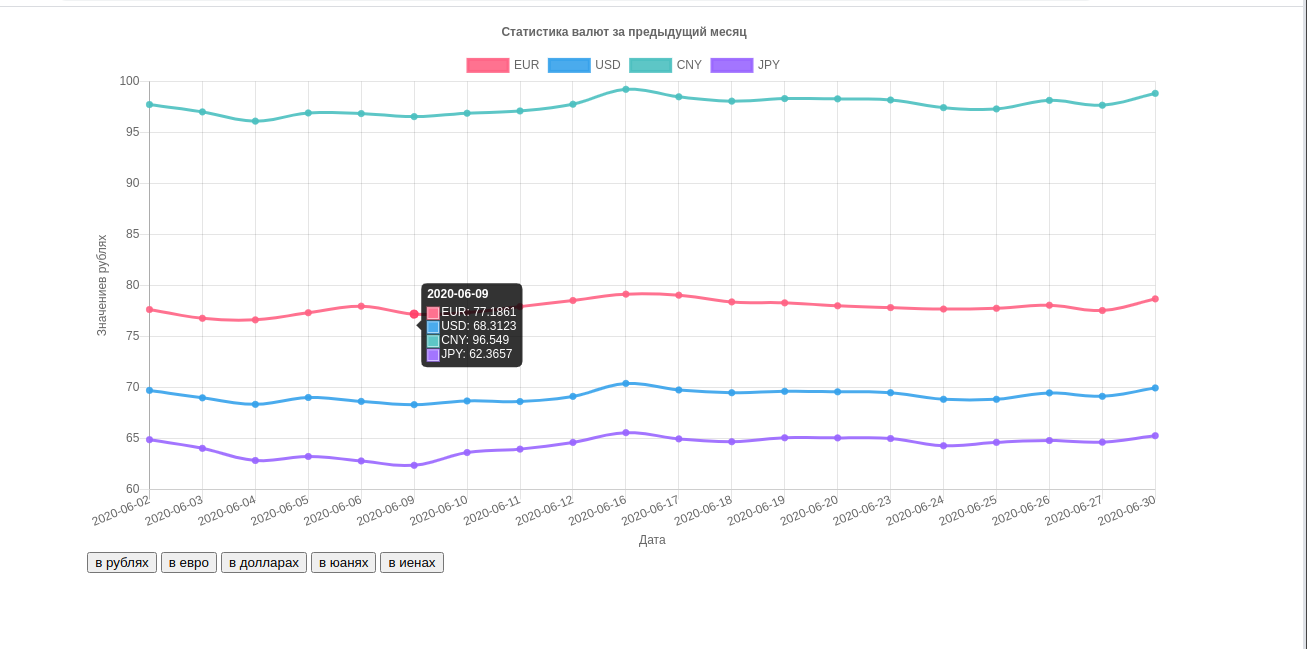 Статистика валют за предыдущий месяц
EUR USD CNY JPY
100
95
90
85
80
75
70
65
60
Значениев рублях
2020-06-09
EUR: 77.1861
USD: 68.3123
CNY: 96.549
JPY: 62.3657
2020-06-02 2020-06-03 2020-06-04 2020-06-05 2020-06-06 2020-06-09 2020-06-10 2020-06-11 2020-06-12 2020-06-16 2020-06-17 2020-06-18 2020-06-19 2020-06-20 2020-06-23 2020-06-24 2020-06-25 2020-06-26 2020-06-27 2020-06-30
Дата
в рублях в евро в долларах в юанях в иенах